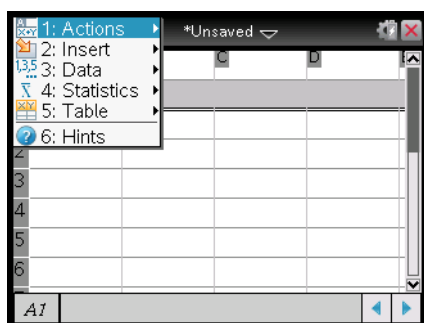 1: Actions
*Unsaved
2: Insert
3: Data
4: Statistics
5: Table
6: Hints
C
D
2
3
4
5
6
A1